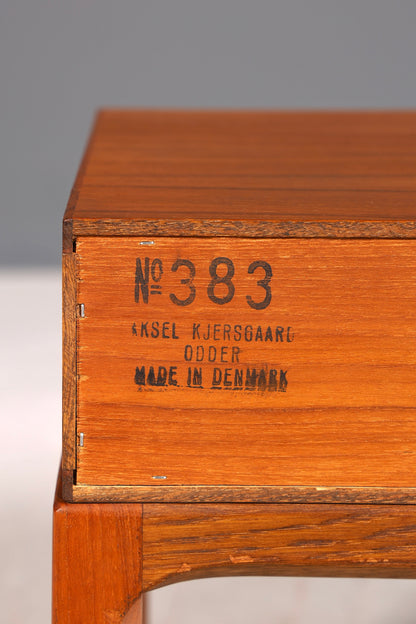 Nº 383
AKSEL KJERSGAARD
ODDER
MADE IN DENMARK